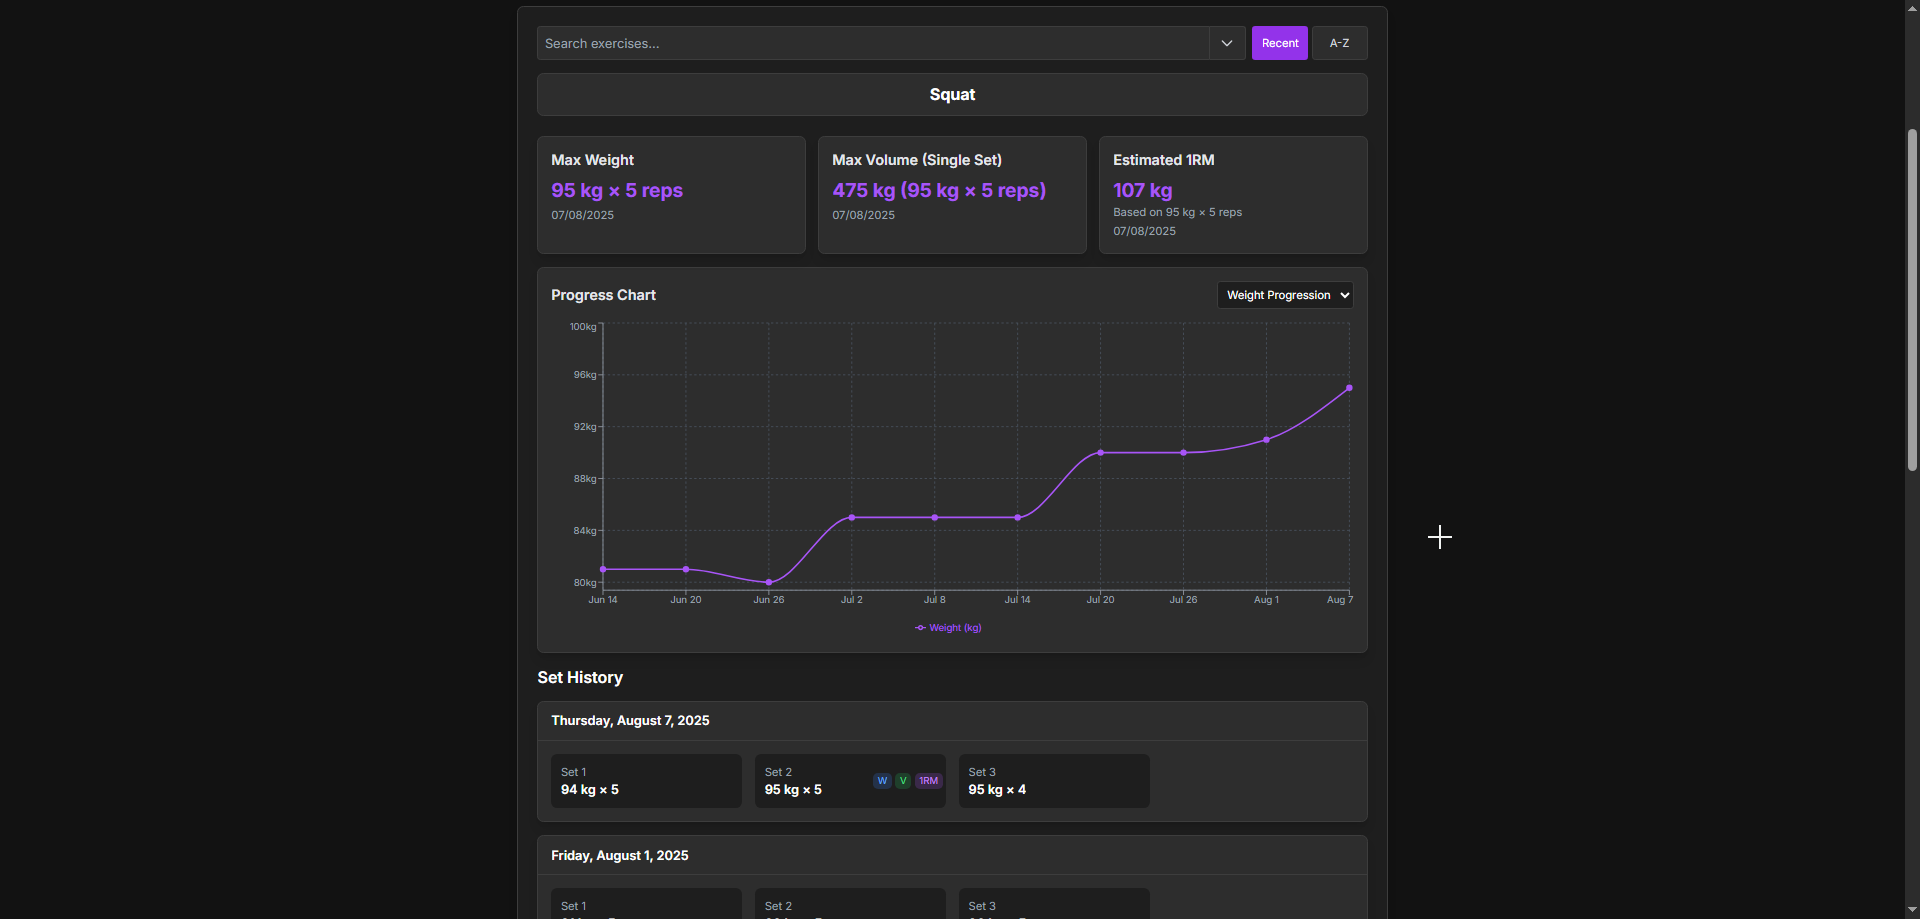 Search exercises...
Recent
A-Z
Squat
Max Weight
95 kg × 5 reps
07/08/2025
Max Volume (Single Set)
475 kg (95 kg × 5 reps)
07/08/2025
Estimated 1RM
107 kg
Based on 95 kg × 5 reps
07/08/2025
Progress Chart
Weight Progression
100kg
96kg
92kg
88kg
84kg
80kg
Jun 14
Jun 20
Jun 26
Jul 2
Jul 8
Jul 14
Jul 20
Jul 26
Aug 1
Aug 7
Weight (kg)
Set History
Thursday, August 7, 2025
Set 1
94 kg × 5
Set 2
95 kg × 5
W V 1RM
Set 3
95 kg × 4
Friday, August 1, 2025
Set 1
Set 2
Set 3